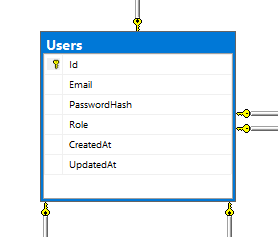 Users
Id
Email
PasswordHash
Role
CreatedAt
UpdatedAt